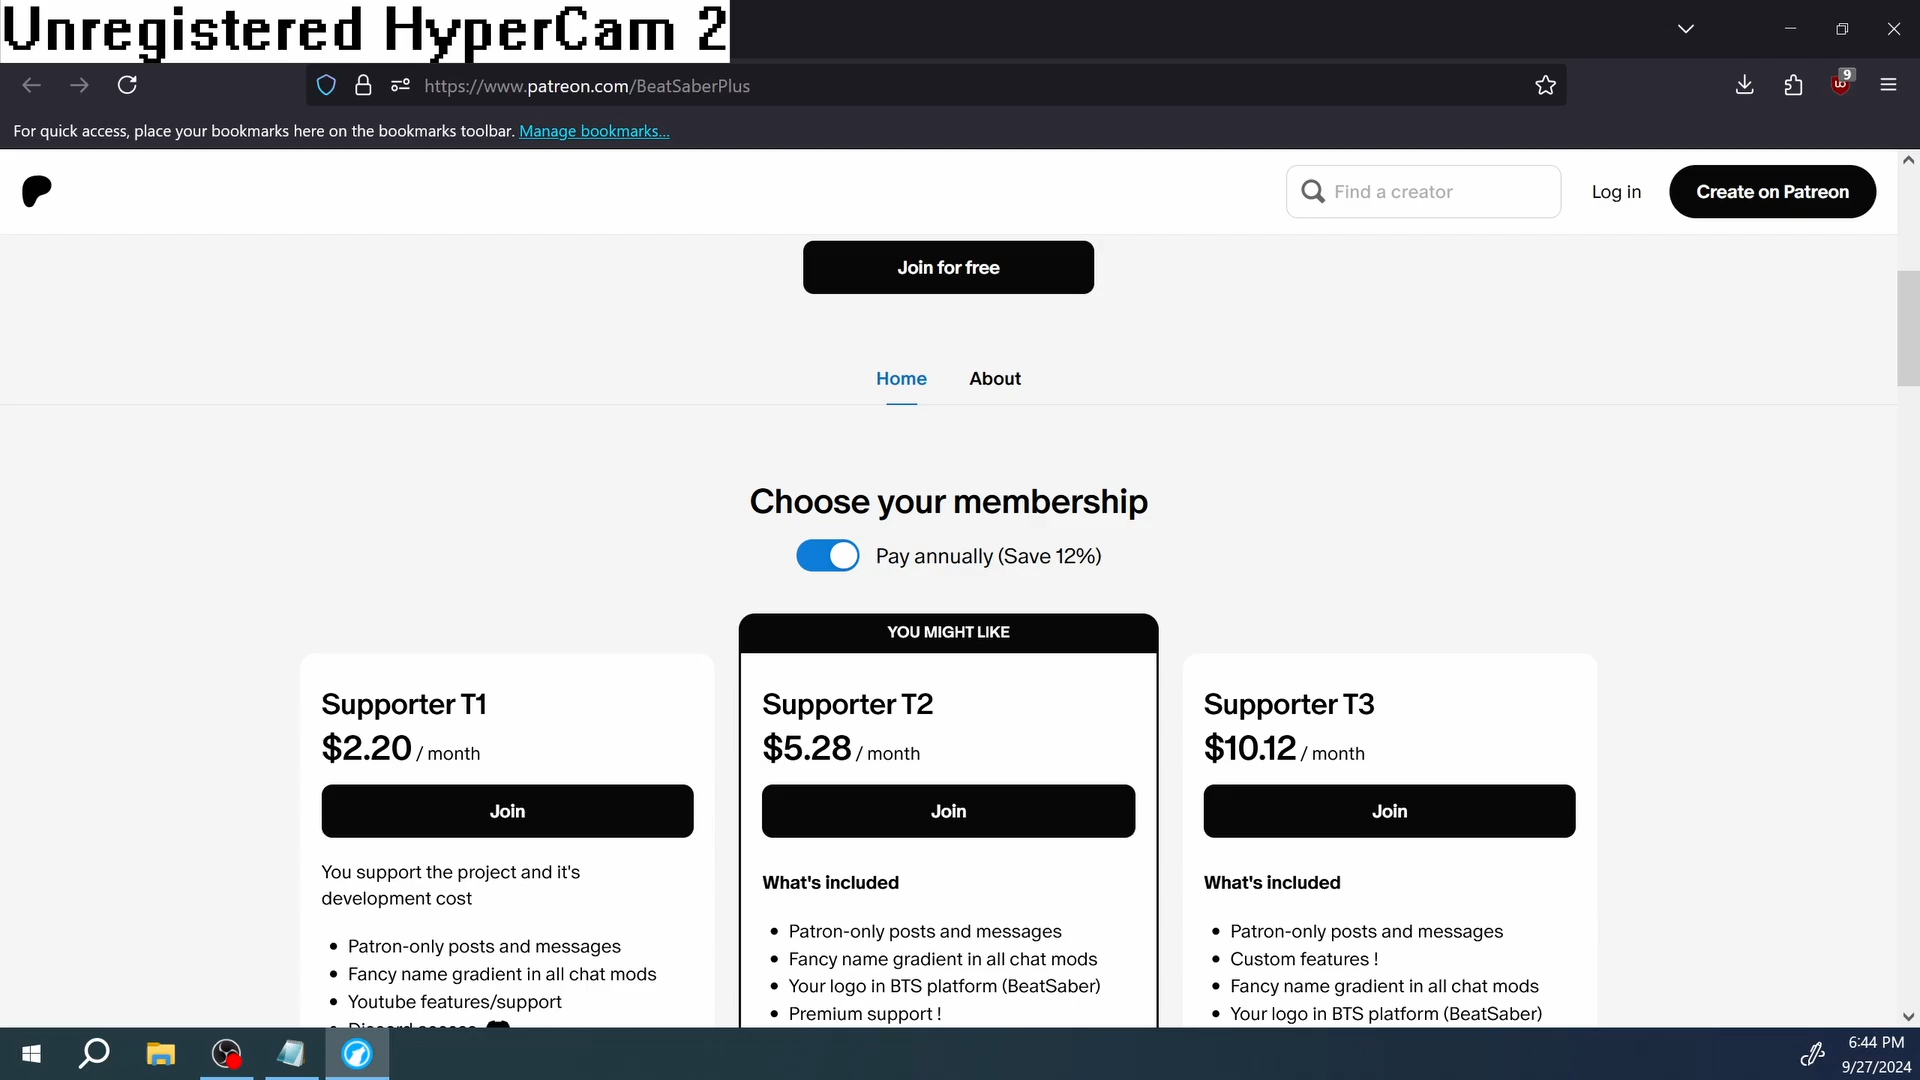 Unregistered HyperCam 2
https://www.patreon.com/BeatSaberPlus
9
For quick access, place your bookmarks here on the bookmarks toolbar. Manage bookmarks...
Find a creator
Log in
Create on Patreon
Join for free
Home
About
Choose your membership
Pay annually (Save 12%)
YOU MIGHT LIKE
Supporter T1
$2.20 / month
Join
You support the project and it's
development cost
Patron-only posts and messages
Fancy name gradient in all chat mods
Youtube features/support
Discord access
Supporter T2
$5.28 / month
Join
What's included
Patron-only posts and messages
Fancy name gradient in all chat mods
Your logo in BTS platform (BeatSaber)
Premium support !
Supporter T3
$10.12 / month
Join
What's included
Patron-only posts and messages
Custom features !
Fancy name gradient in all chat mods
Your logo in BTS platform (BeatSaber)
6:44 PM
9/27/2024